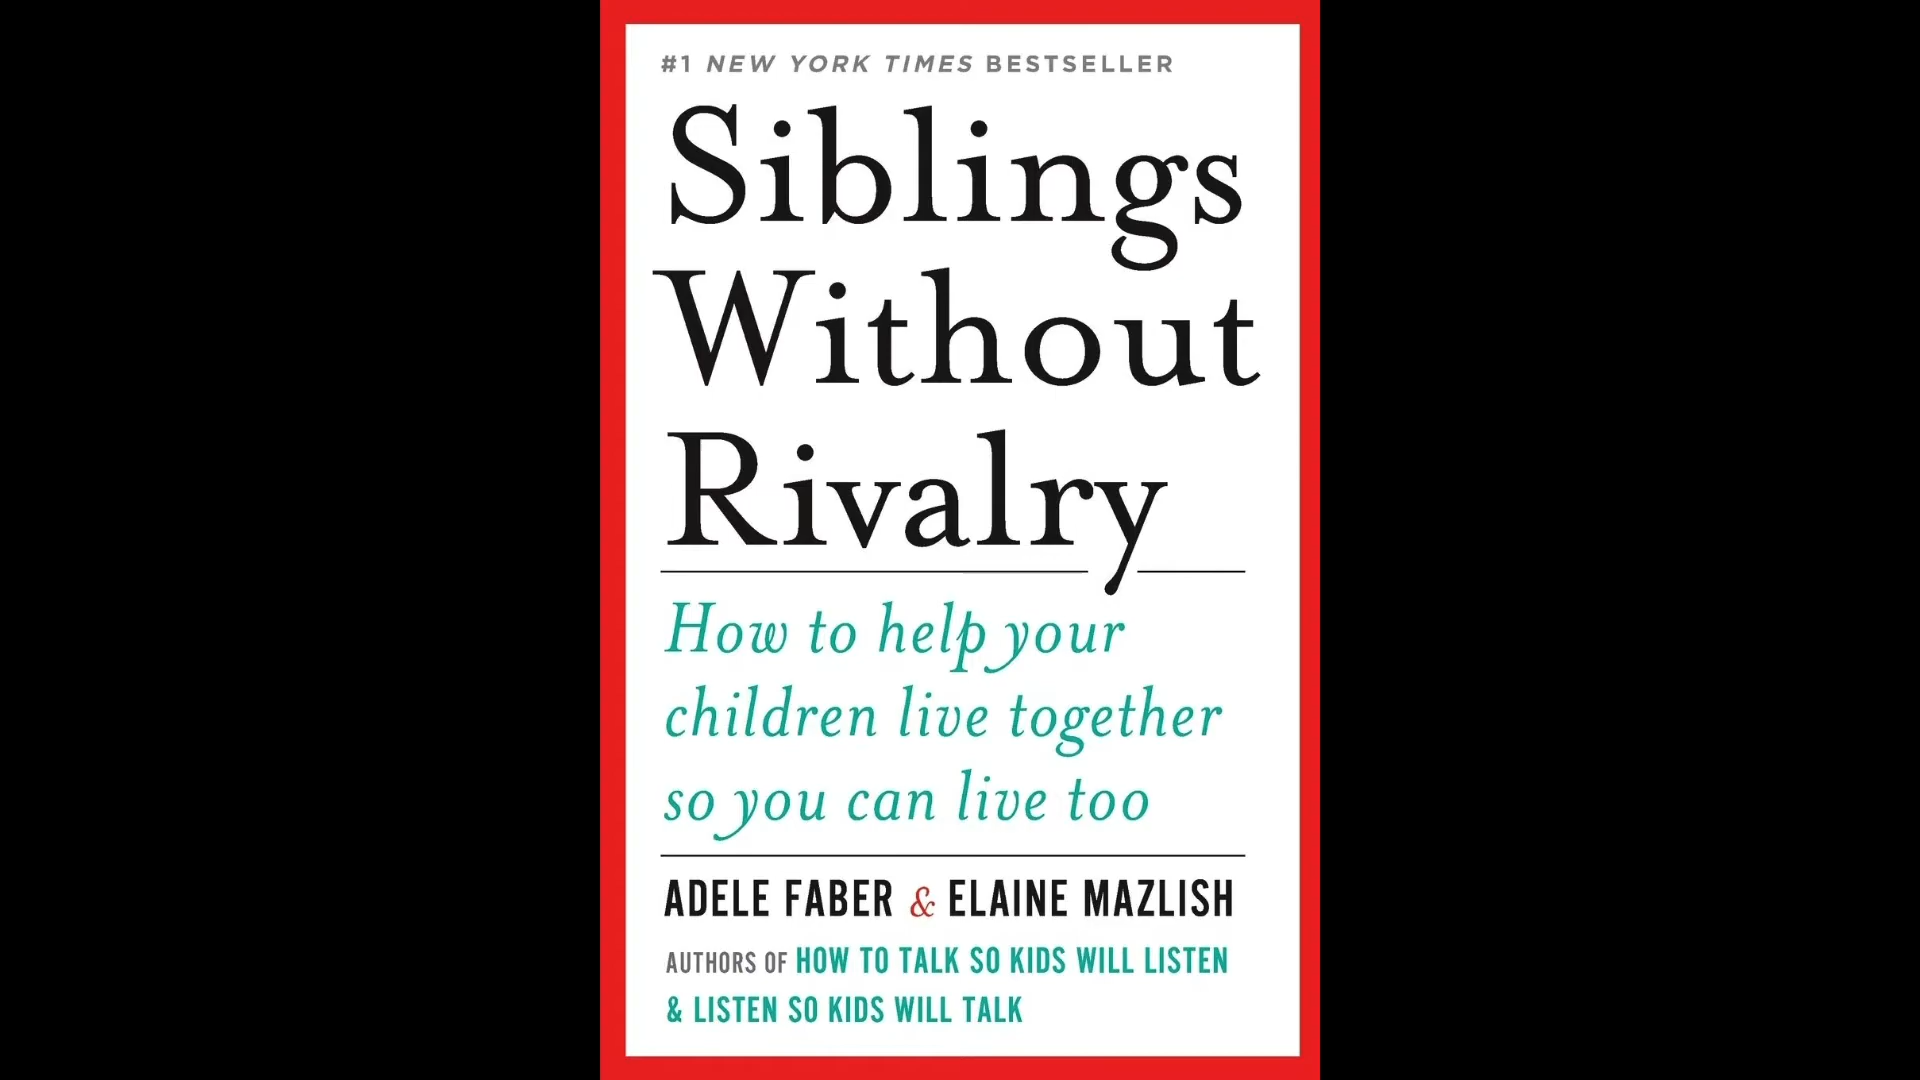 #1 NEW YORK TIMES BESTSELLER
Siblings
Without
Rivalry
How to help your
children live together
so you can live too
ADELE FABER & ELAINE MAZLISH
AUTHORS OF HOW TO TALK SO KIDS WILL LISTEN
& LISTEN SO KIDS WILL TALK